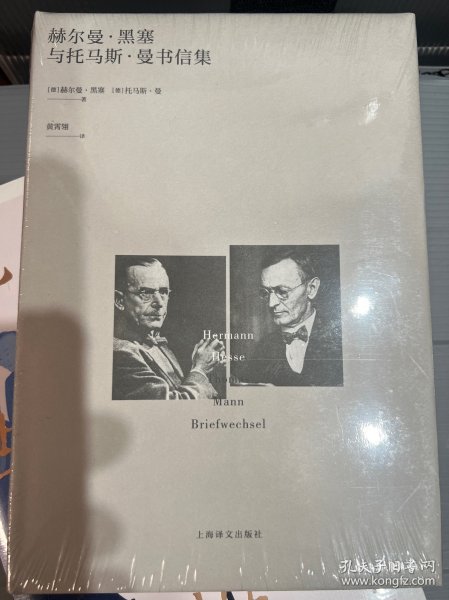 赫尔曼·黑塞
与托马斯·曼书信集
[德]赫尔曼·黑塞 [德]托马斯·曼
著
黄霄翎
译
Hermann
Hesse
Mann
Briefwechsel
上海译文出版社
孔夫子旧书网
www.kongfz.com